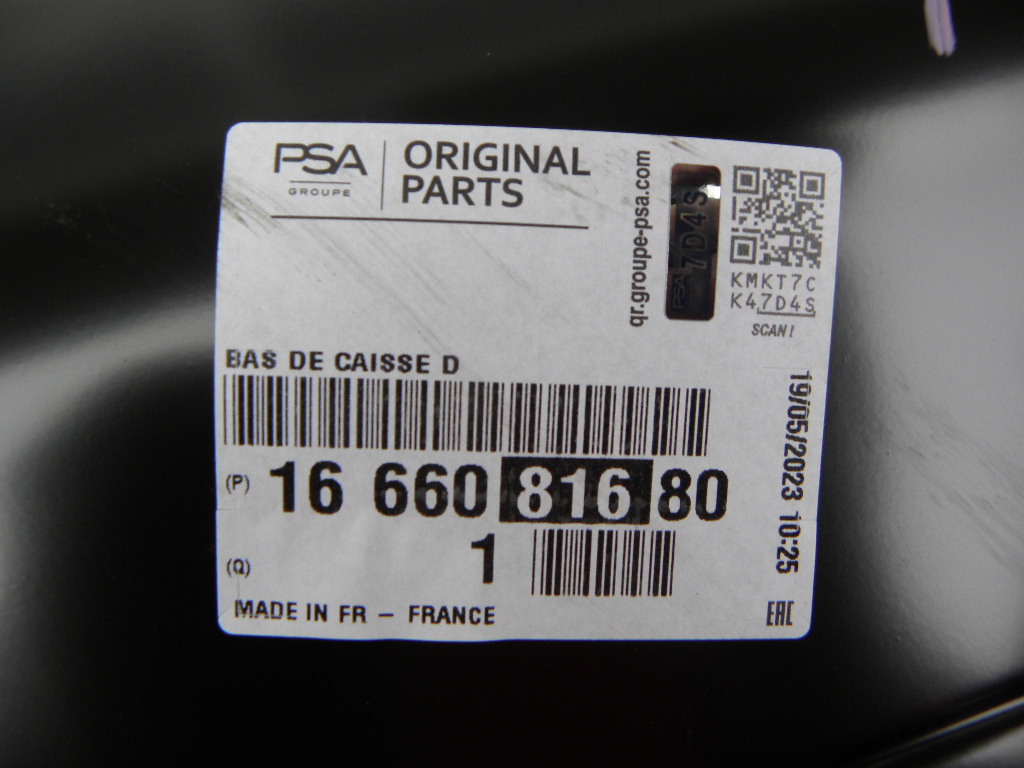 PSA
GROUPE
ORIGINAL
PARTS
qr.groupe-psa.com
PSA 7D4S
KMKT7C
K47D4S
SCAN!
BAS DE CAISSE D
19/05/2023 10:25
(P) 16 660 816 80
(Q) 1
MADE IN FR – FRANCE
EAC